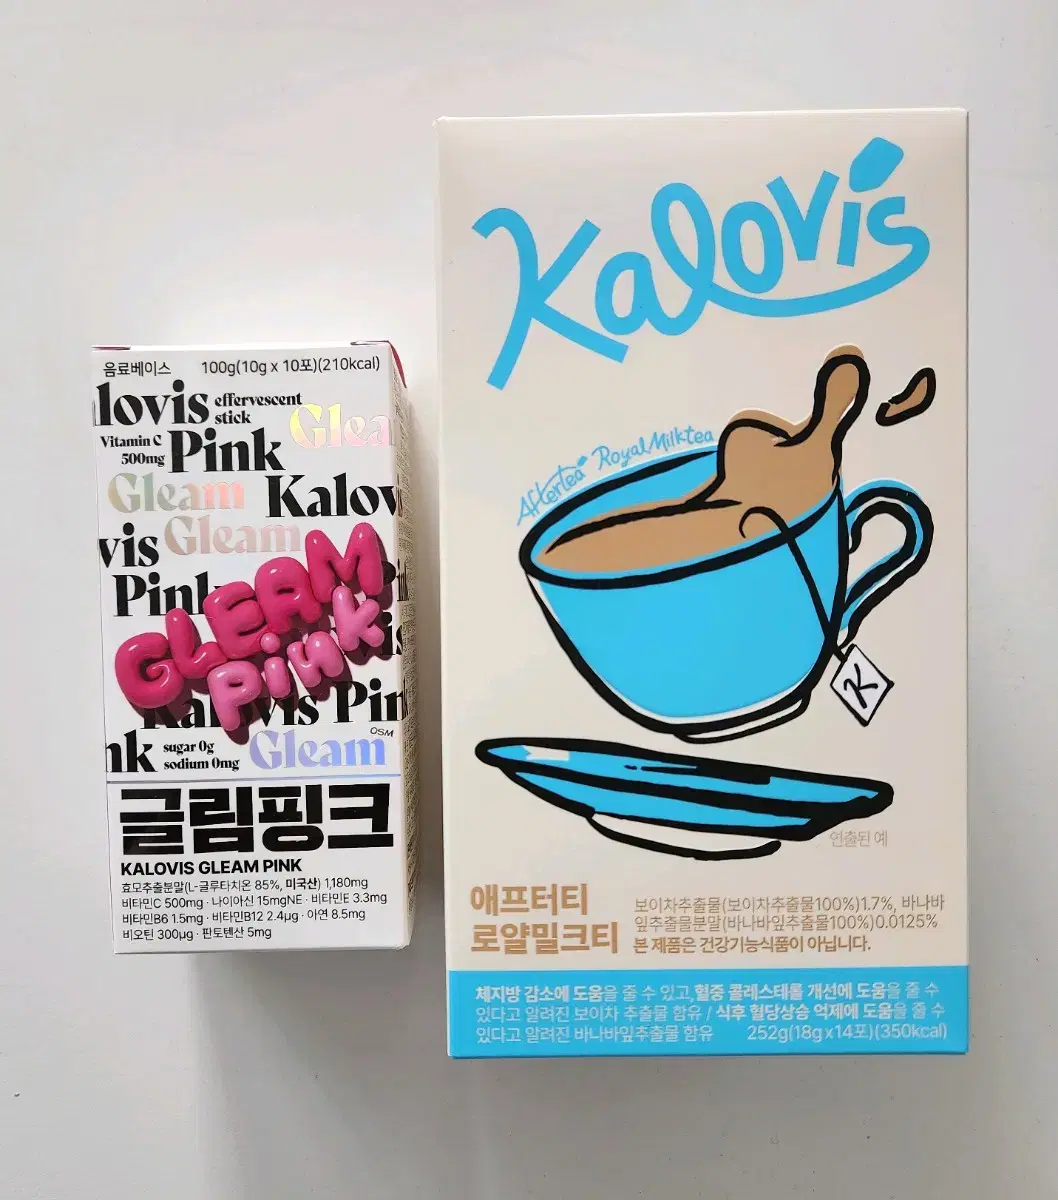 음료베이스 100g(10g x 10포)(210kcal)
lovis effervescent stick Glea
Vitamin C 500mg Pink
Gleam Kalov
vis Gleam
Pink
GLEAM
Pink
Kalovis Pin
OSM
nk sugar 0g sodium 0mg Gleam
글림핑크
KALOVIS GLEAM PINK
효모추출분말(L-글루타치온 85%, 미국산) 1,180mg
비타민C 500mg · 나이아신 15mgNE · 비타민E 3.3mg
비타민B6 1.5mg · 비타민B12 2.4μg · 아연 8.5mg
비오틴 300μg · 판토텐산 5mg
Kalovis
Aftertea Royal Milktea
K
연출된 예
애프터티
로얄밀크티
보이차추출물(보이차추출물100%)1.7%, 바나바
잎추출물분말(바나바잎추출물100%)0.0125%
본 제품은 건강기능식품이 아닙니다.
체지방 감소에 도움을 줄 수 있고,혈중 콜레스테롤 개선에 도움을 줄 수
있다고 알려진 보이차 추출물 함유 / 식후 혈당상승 억제에 도움을 줄 수
있다고 알려진 바나바잎추출물 함유 252g(18g x 14포)(350kcal)